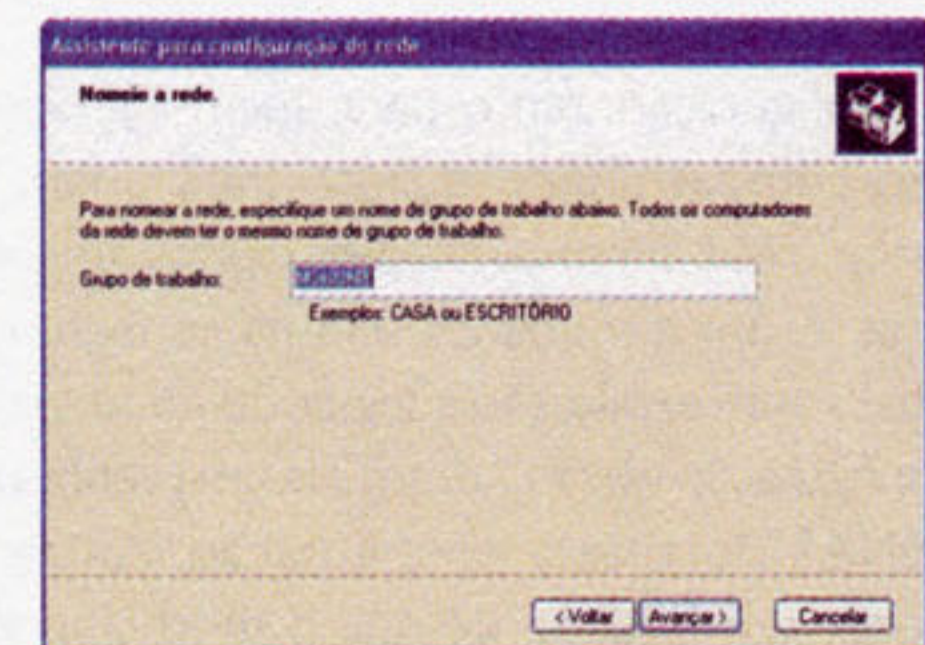 Assistente para configuração de rede
Nomeie a rede.
Para nomear a rede, especifique um nome de grupo de trabalho abaixo. Todos os computadores
da rede devem ter o mesmo nome de grupo de trabalho.
Grupo de trabalho:
Exemplos: CASA ou ESCRITÓRIO
< Voltar
Avançar >
Cancelar